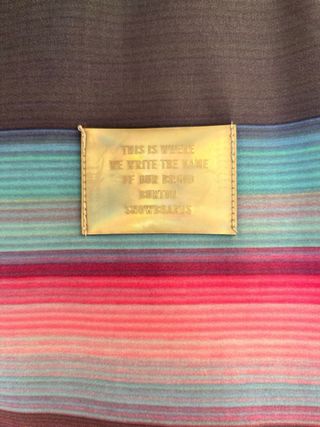 THIS IS WHERE
WE WRITE THE NAME
OF OUR BRAND
BURTON
SNOWBOARDS